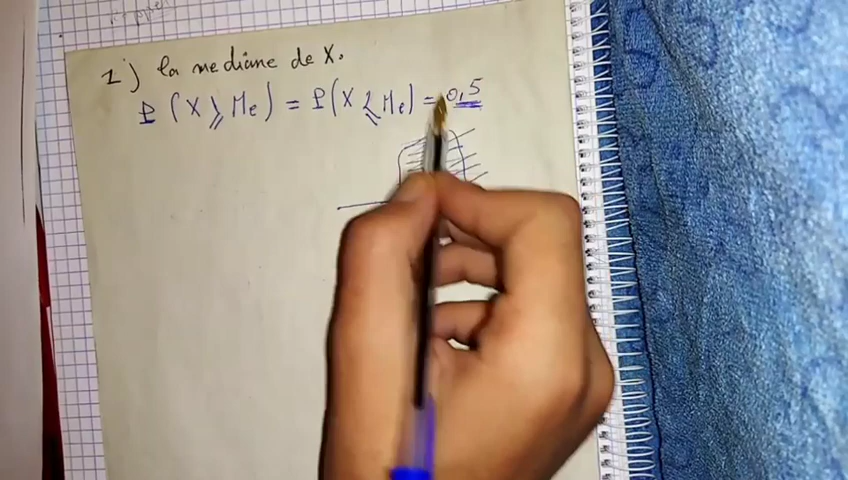 1°) la mediane de X.
P(X ⩾ Me) = P(X ⩽ Me) = 0,5